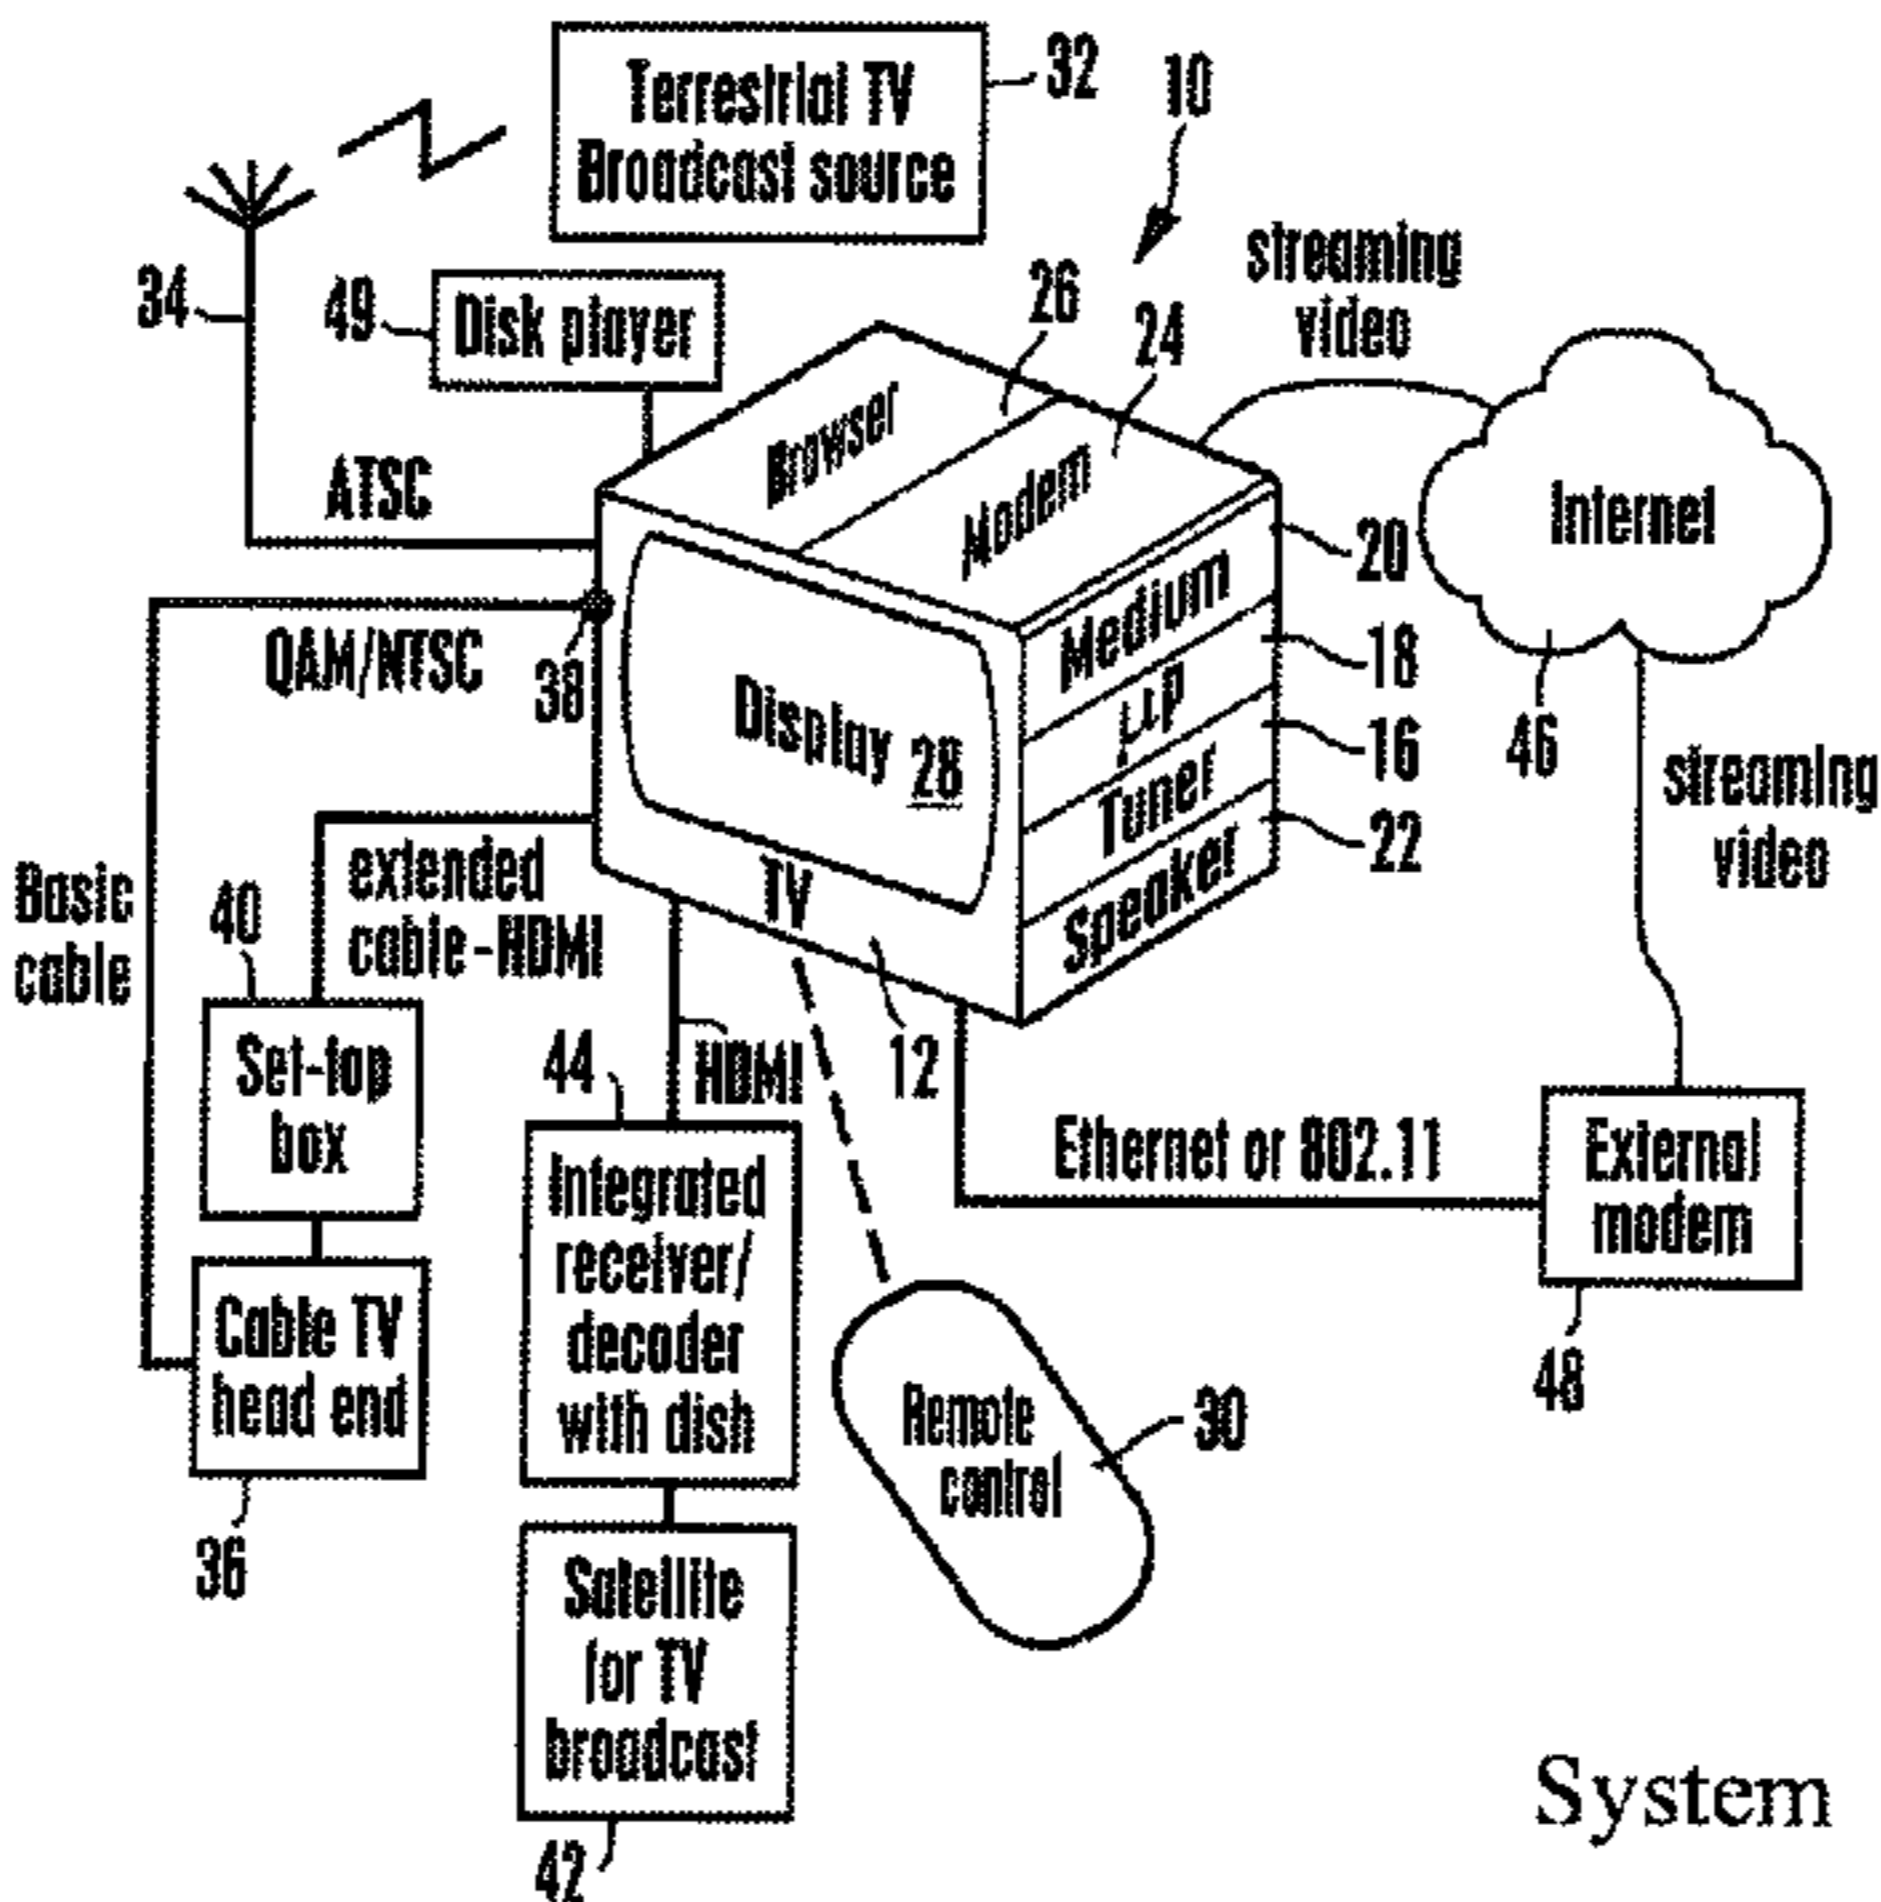 Terrestrial TV
Broadcast source
32
10
34
49
Disk player
26
24
streaming
video
Browser
Modem
ATSC
Internet
20
Medium
QAM/NTSC
38
18
Display 28
16
46
Tuner
streaming
video
22
extended
cable-HDMI
TV
Speaker
Basic
cable
40
12
Set-top
box
44
HDMI
Ethernet or 802.11
External
modem
Integrated
receiver/
decoder
with dish
Cable TV
head end
48
Remote
control
30
36
Satellite
for TV
broadcast
42
System